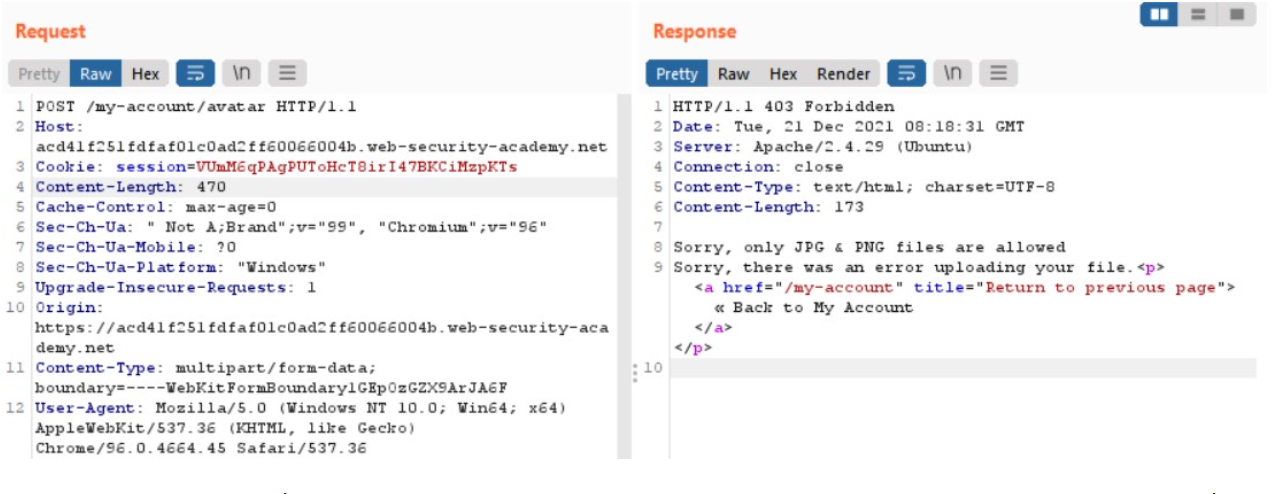 Request
Pretty Raw Hex \n
1 POST /my-account/avatar HTTP/1.1
2 Host:
acd41f251fdfaf01c0ad2ff60066004b.web-security-academy.net
3 Cookie: session=VUmM6qPAgPUToHcT8irI47BKCiMzpKTs
4 Content-Length: 470
5 Cache-Control: max-age=0
6 Sec-Ch-Ua: " Not A;Brand";v="99", "Chromium";v="96"
7 Sec-Ch-Ua-Mobile: ?0
8 Sec-Ch-Ua-Platform: "Windows"
9 Upgrade-Insecure-Requests: 1
10 Origin:
https://acd41f251fdfaf01c0ad2ff60066004b.web-security-aca
demy.net
11 Content-Type: multipart/form-data;
boundary=----WebKitFormBoundary1GEp0zGZX9ArJA6F
12 User-Agent: Mozilla/5.0 (Windows NT 10.0; Win64; x64)
AppleWebKit/537.36 (KHTML, like Gecko)
Chrome/96.0.4664.45 Safari/537.36
Response
Pretty Raw Hex Render \n
1 HTTP/1.1 403 Forbidden
2 Date: Tue, 21 Dec 2021 08:18:31 GMT
3 Server: Apache/2.4.29 (Ubuntu)
4 Connection: close
5 Content-Type: text/html; charset=UTF-8
6 Content-Length: 173
7
8 Sorry, only JPG & PNG files are allowed
9 Sorry, there was an error uploading your file.<p>
<a href="/my-account" title="Return to previous page">
« Back to My Account
</a>
</p>
10